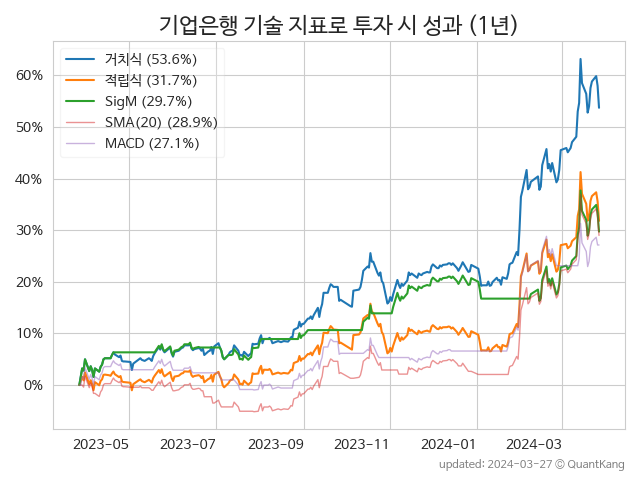 기업은행 기술 지표로 투자 시 성과 (1년)
거치식 (53.6%)
적립식 (31.7%)
SigM (29.7%)
SMA(20) (28.9%)
MACD (27.1%)
60%
50%
40%
30%
20%
10%
0%
2023-05 2023-07 2023-09 2023-11 2024-01 2024-03
updated: 2024-03-27 © QuantKang